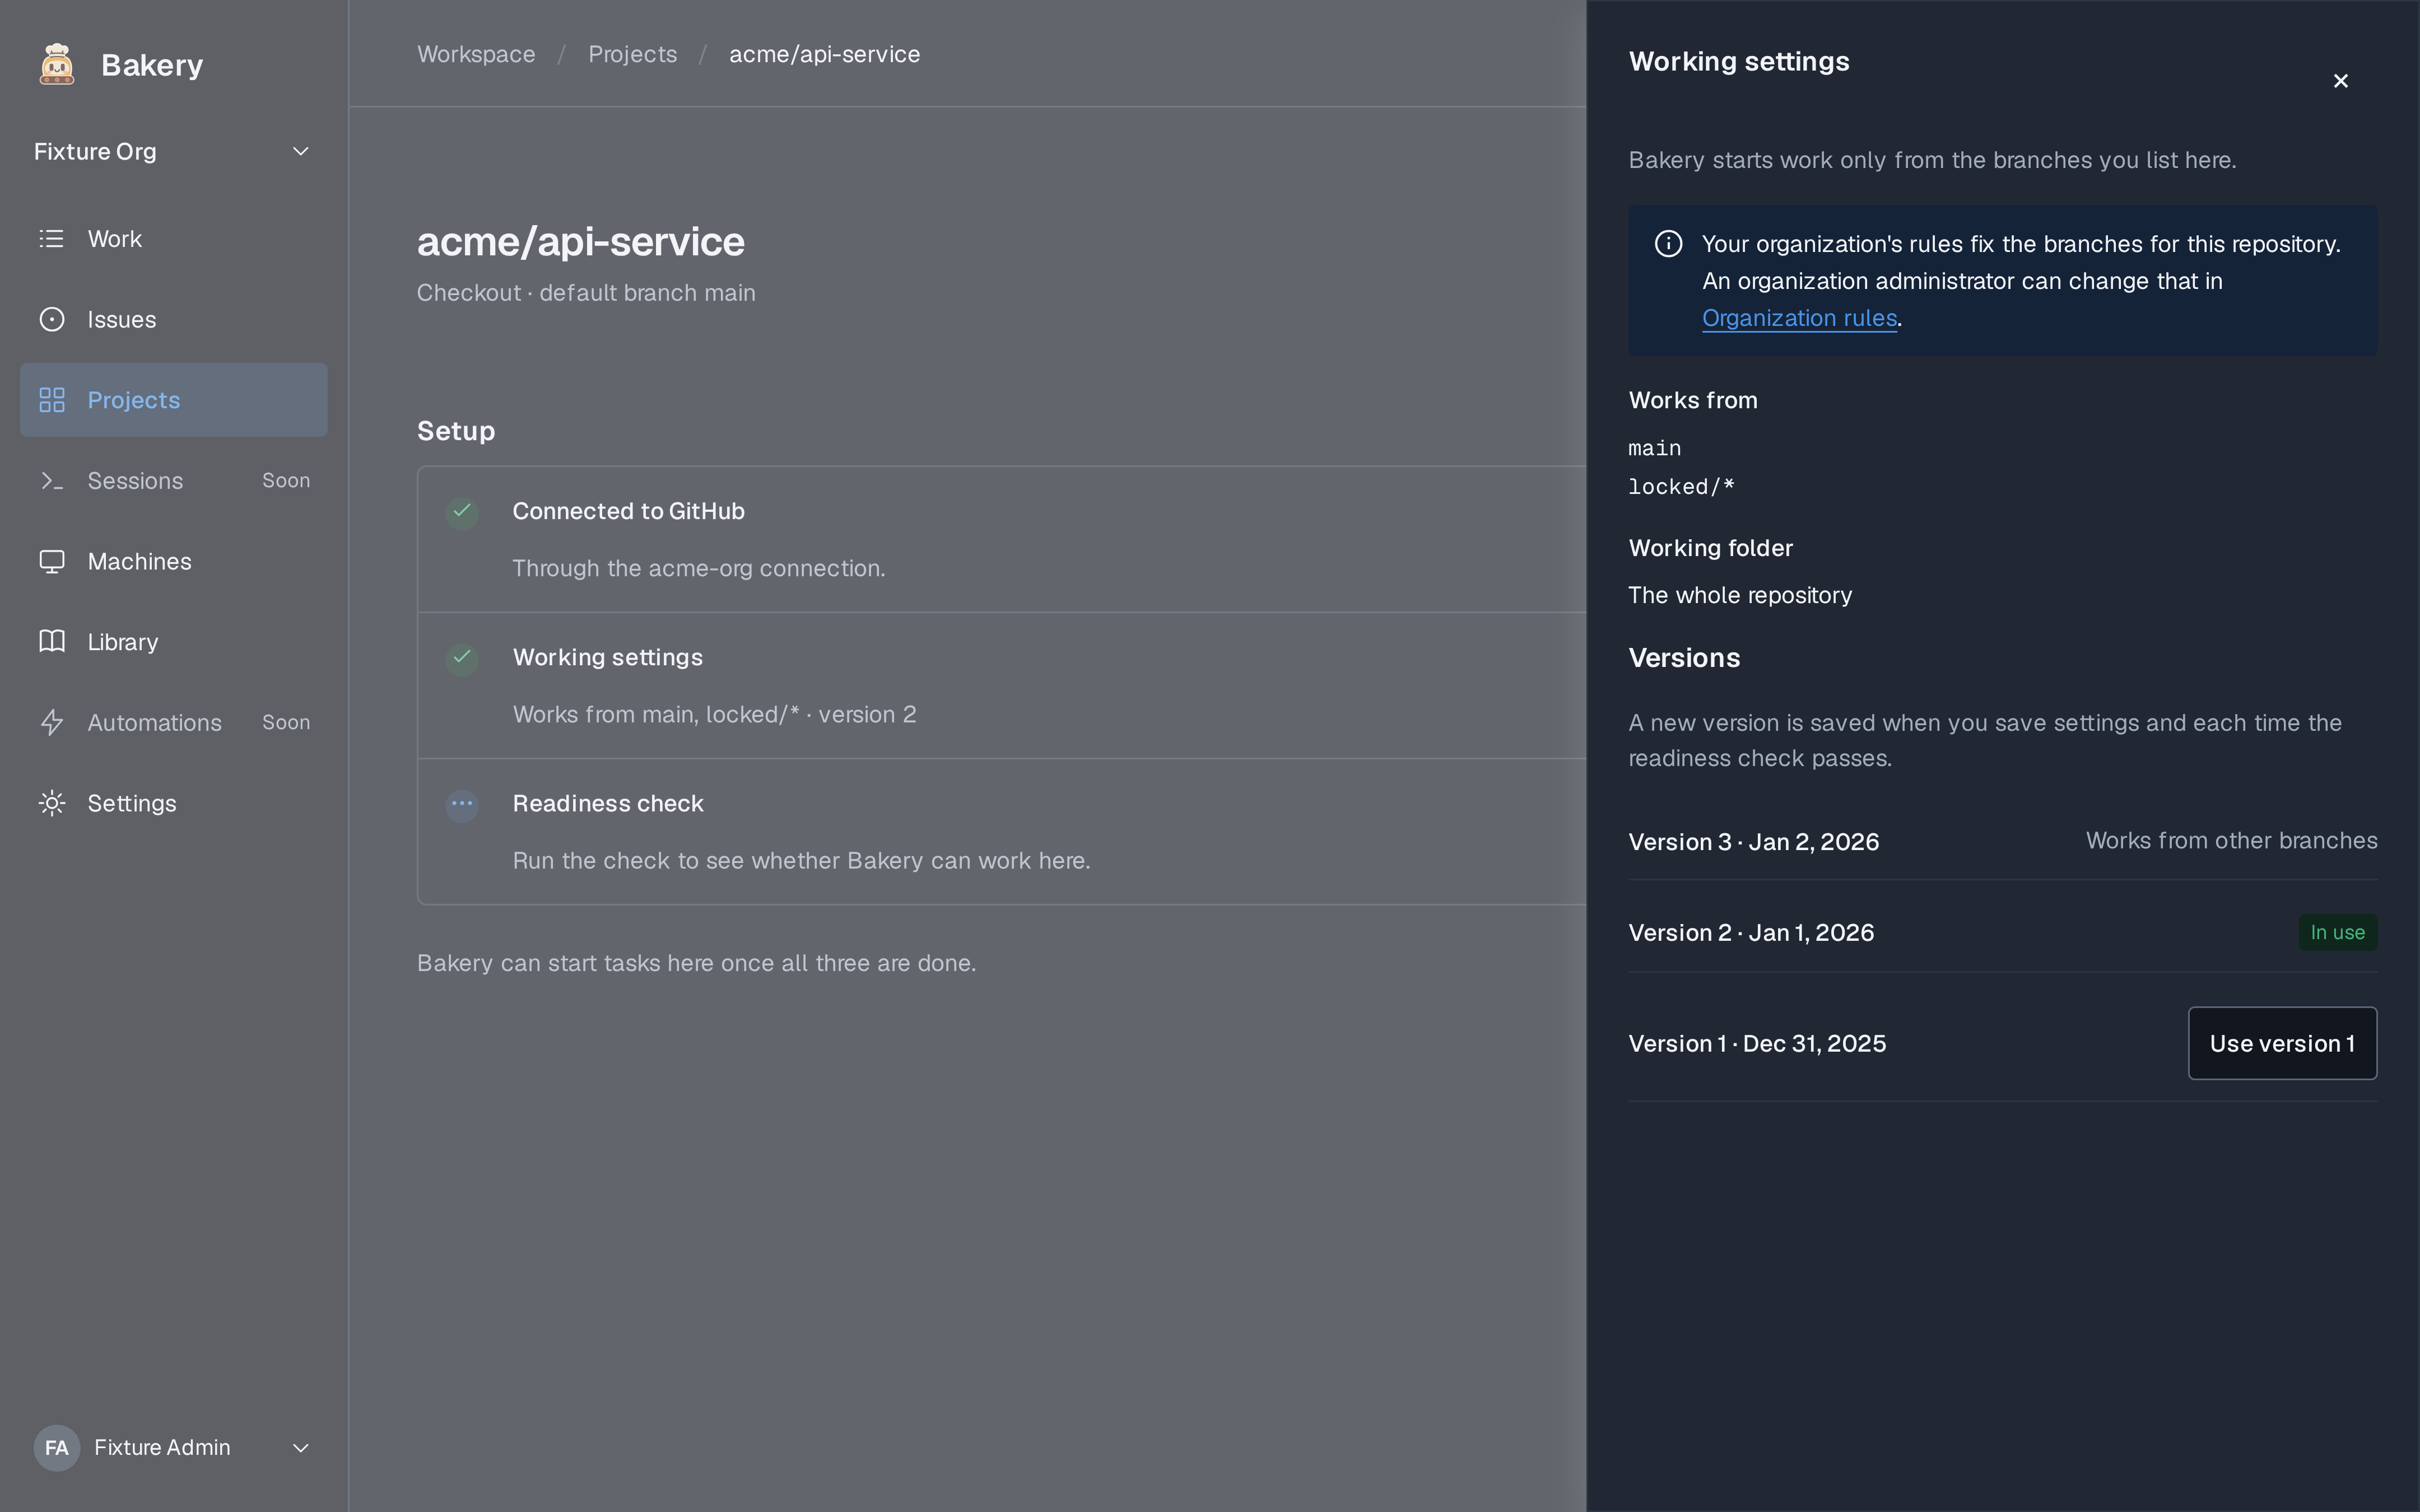 Bakery
Fixture Org
Work
Issues
Projects
Sessions Soon
Machines
Library
Automations Soon
Settings
FA Fixture Admin
Workspace / Projects / acme/api-service
acme/api-service
Checkout · default branch main
Setup
Connected to GitHub
Through the acme-org connection.
Working settings
Works from main, locked/* · version 2
Readiness check
Run the check to see whether Bakery can work here.
Bakery can start tasks here once all three are done.
Working settings
Bakery starts work only from the branches you list here.
Your organization's rules fix the branches for this repository.
An organization administrator can change that in
Organization rules.
Works from
main
locked/*
Working folder
The whole repository
Versions
A new version is saved when you save settings and each time the
readiness check passes.
Version 3 · Jan 2, 2026 Works from other branches
Version 2 · Jan 1, 2026 In use
Version 1 · Dec 31, 2025 Use version 1